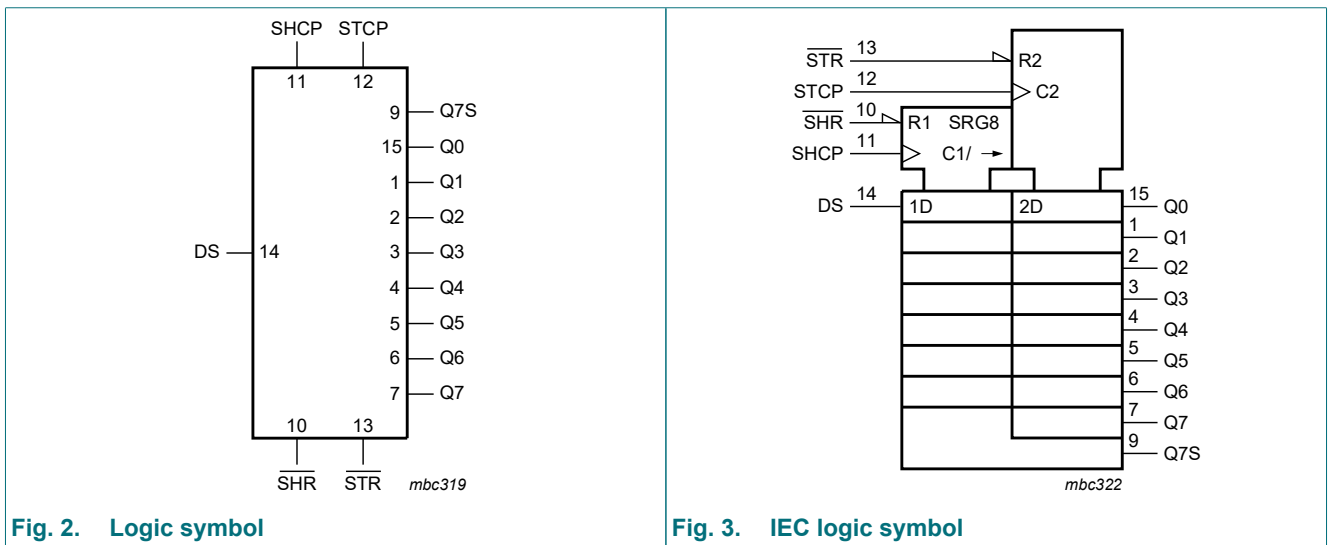 SHCP STCP
11 12
9 Q7S
15 Q0
1 Q1
2 Q2
DS 14 3 Q3
4 Q4
5 Q5
6 Q6
7 Q7
10 13
SHR STR mbc319
Fig. 2. Logic symbol
STR 13 R2
STCP 12 C2
SHR 10 R1 SRG8
SHCP 11 C1/ →
DS 14 1D 2D 15 Q0
1 Q1
2 Q2
3 Q3
4 Q4
5 Q5
6 Q6
7 Q7
9 Q7S
mbc322
Fig. 3. IEC logic symbol